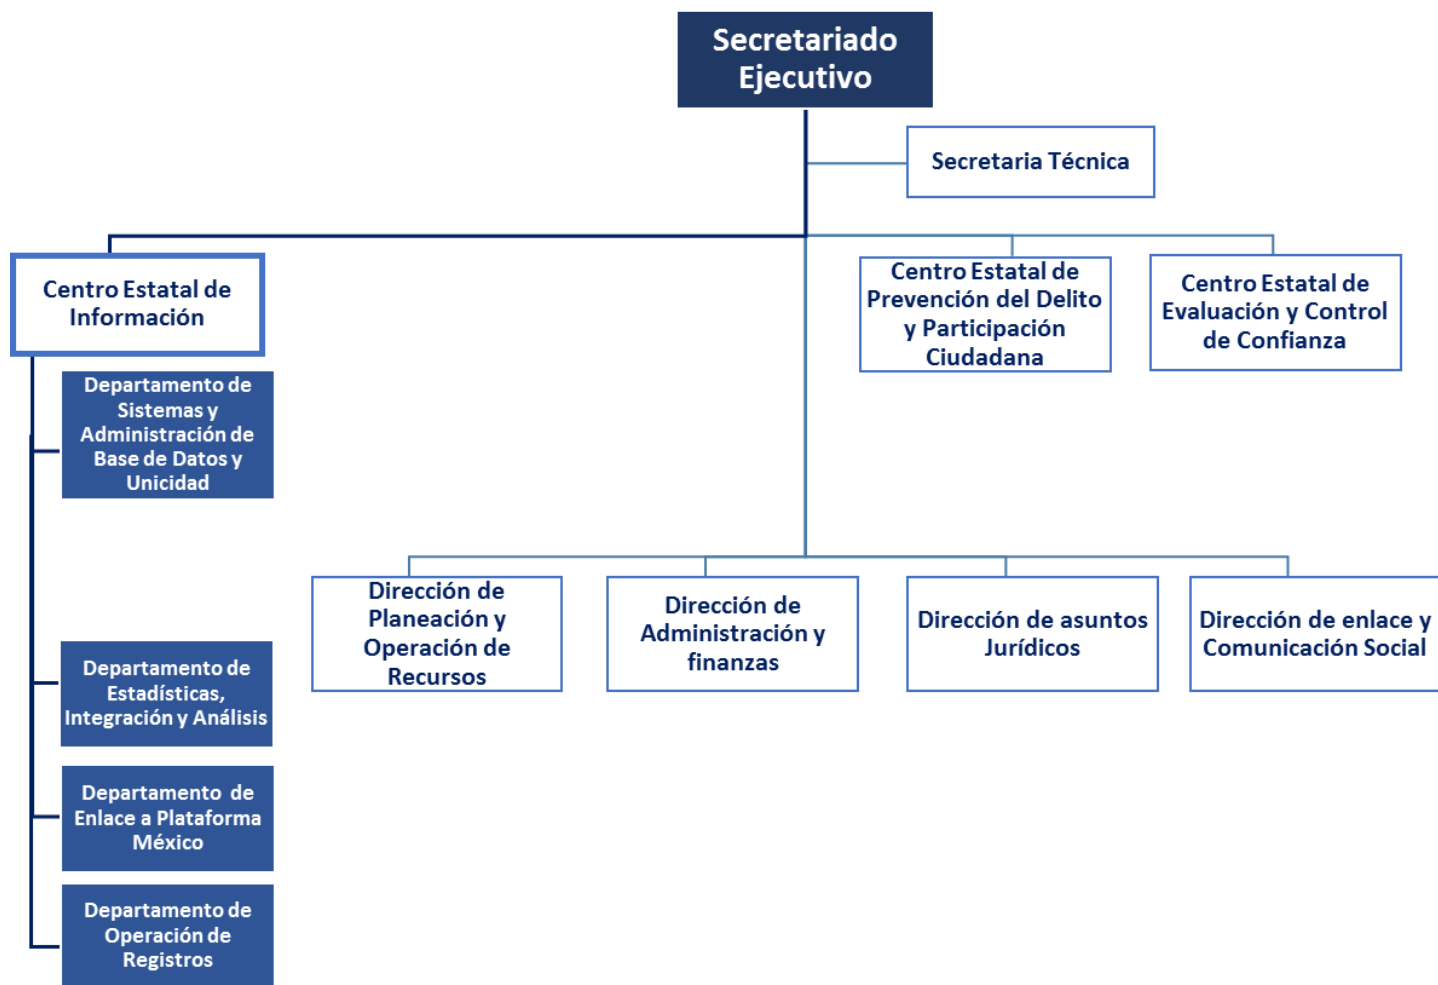 Secretariado
Ejecutivo
Secretaria Técnica
Centro Estatal de
Información
Centro Estatal de
Prevención del Delito
y Participación
Ciudadana
Centro Estatal de
Evaluación y Control
de Confianza
Departamento de
Sistemas y
Administración de
Base de Datos y
Unicidad
Dirección de
Planeación y
Operación de
Recursos
Dirección de
Administración y
finanzas
Dirección de asuntos
Jurídicos
Dirección de enlace y
Comunicación Social
Departamento de
Estadísticas,
Integración y Análisis
Departamento de
Enlace a Plataforma
México
Departamento de
Operación de
Registros